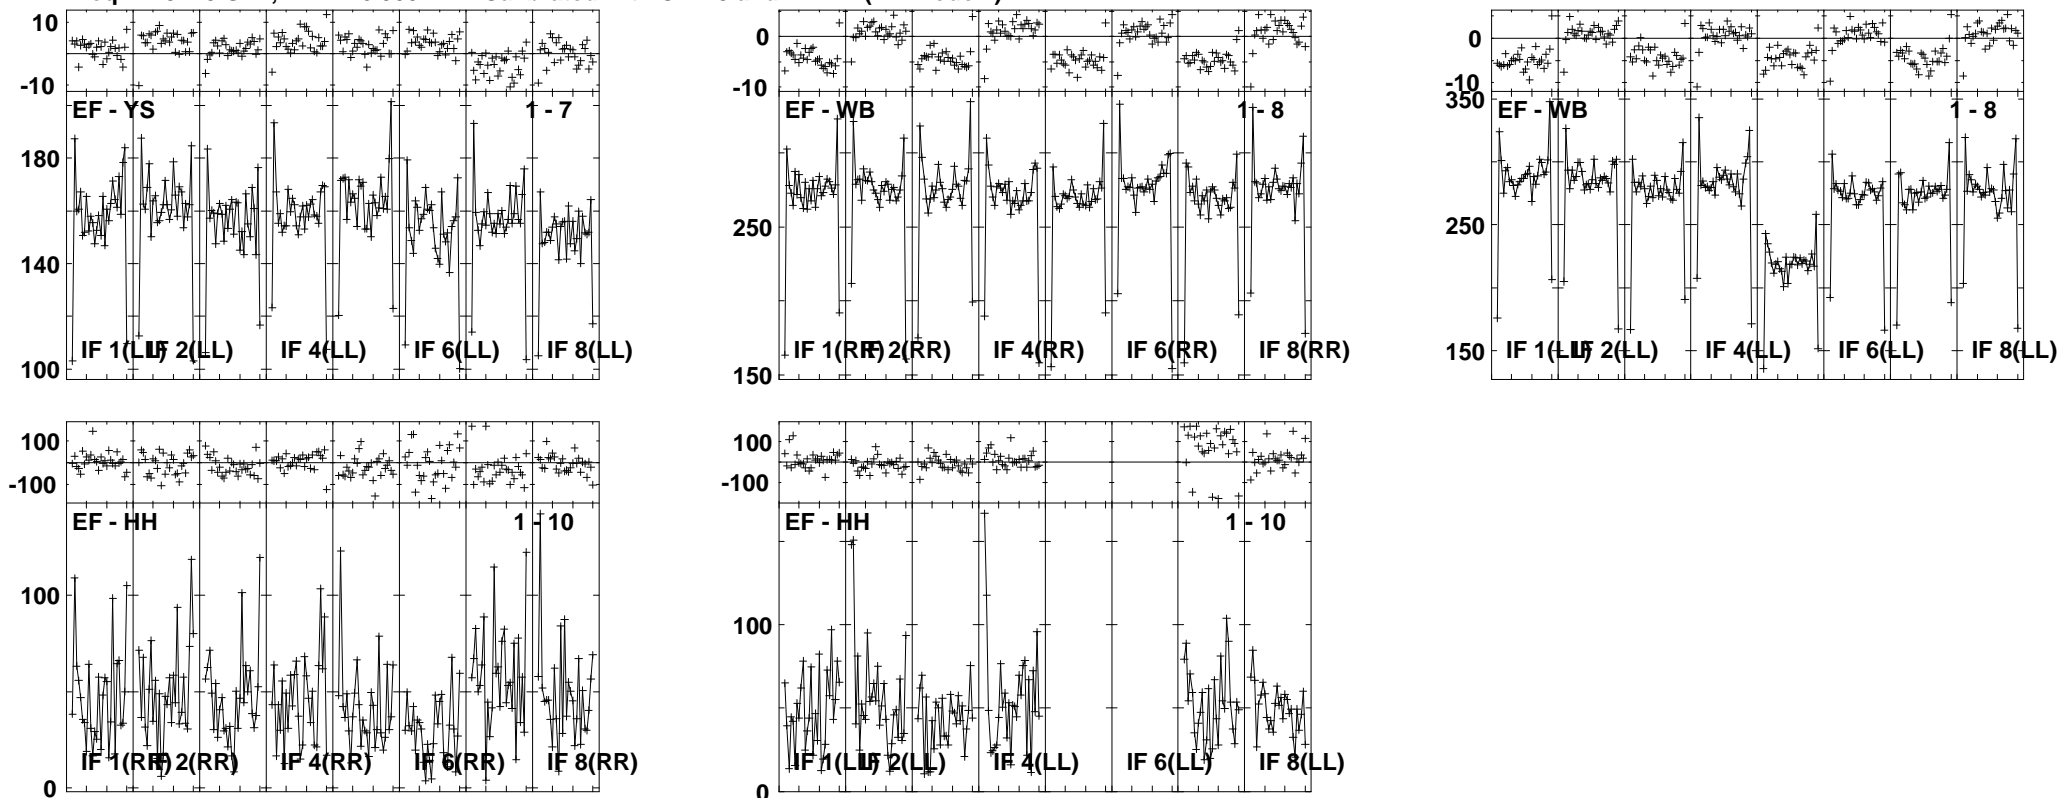 10
0
-10
EF - YS 1 - 7
180
140
100
IF 1(LL) IF 2(LL) IF 4(LL) IF 6(LL) IF 8(LL)
0
-10
EF - WB 1 - 8
250
150
IF 1(RR) IF 2(RR) IF 4(RR) IF 6(RR) IF 8(RR)
0
-10
350
EF - WB 1 - 8
250
150
IF 1(LL) IF 2(LL) IF 4(LL) IF 6(LL) IF 8(LL)
100
-100
EF - HH 1 - 10
100
0
IF 1(RR) IF 2(RR) IF 4(RR) IF 6(RR) IF 8(RR)
100
-100
EF - HH 1 - 10
100
0
IF 1(LL) IF 2(LL) IF 4(LL) IF 6(LL) IF 8(LL)